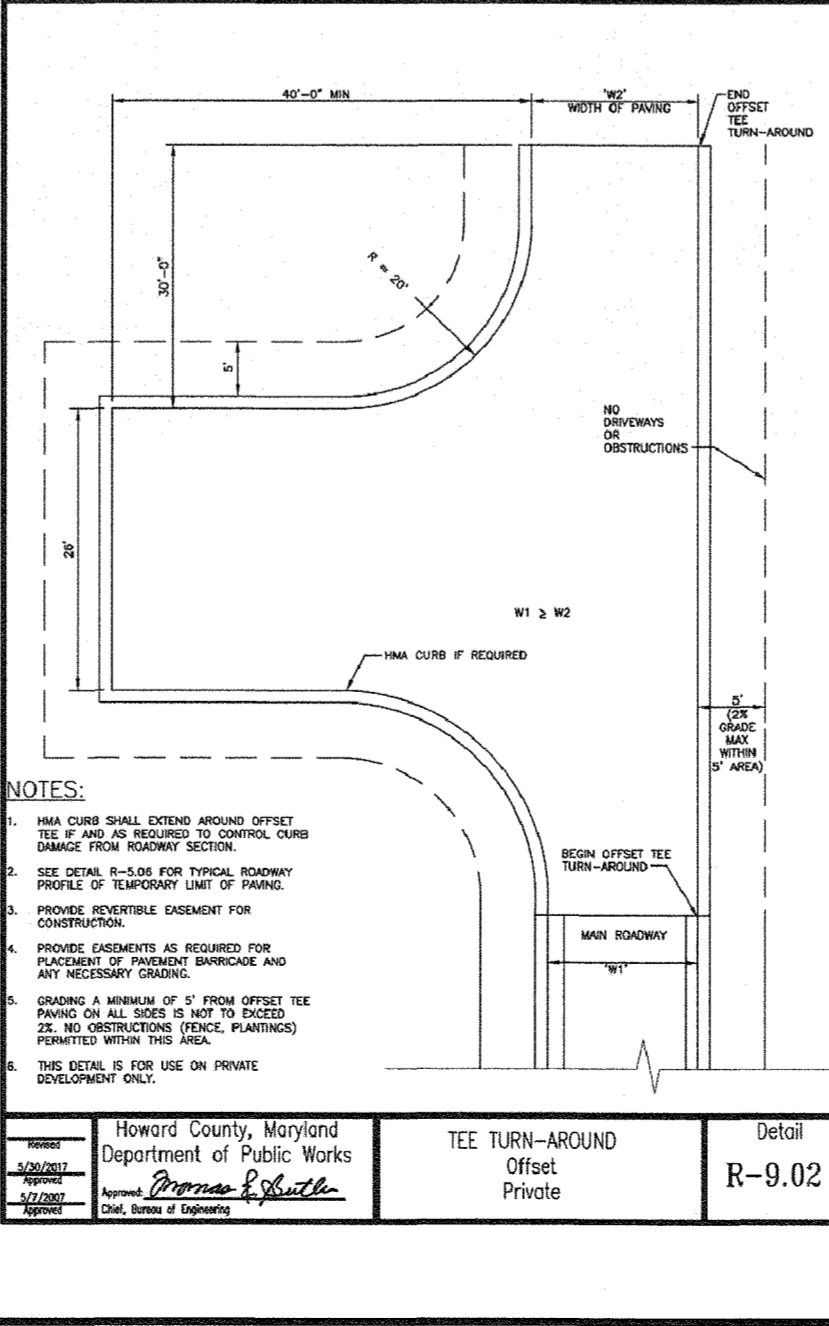 40'-0" MIN
'W2'
WIDTH OF PAVING
END
OFFSET
TEE
TURN-AROUND
30'-0"
R = 20'
5'
NO
DRIVEWAYS
OR
OBSTRUCTIONS
26'
W1 ≥ W2
HMA CURB IF REQUIRED
5'
(2%
GRADE
MAX
WITHIN
5' AREA)
BEGIN OFFSET TEE
TURN-AROUND
MAIN ROADWAY
'W1'
NOTES:
1. HMA CURB SHALL EXTEND AROUND OFFSET
TEE IF AND AS REQUIRED TO CONTROL CURB
DAMAGE FROM ROADWAY SECTION.
2. SEE DETAIL R-5.06 FOR TYPICAL ROADWAY
PROFILE OF TEMPORARY LIMIT OF PAVING.
3. PROVIDE REVERTIBLE EASEMENT FOR
CONSTRUCTION.
4. PROVIDE EASEMENTS AS REQUIRED FOR
PLACEMENT OF PAVEMENT BARRICADE AND
ANY NECESSARY GRADING.
5. GRADING A MINIMUM OF 5' FROM OFFSET TEE
PAVING ON ALL SIDES IS NOT TO EXCEED
2%. NO OBSTRUCTIONS (FENCE, PLANTINGS)
PERMITTED WITHIN THIS AREA.
6. THIS DETAIL IS FOR USE ON PRIVATE
DEVELOPMENT ONLY.
Revised
5/30/2017
Approved
5/7/2007
Approved
Howard County, Maryland
Department of Public Works
Approved: Thomas E. Butler
Chief, Bureau of Engineering
TEE TURN-AROUND
Offset
Private
Detail
R-9.02